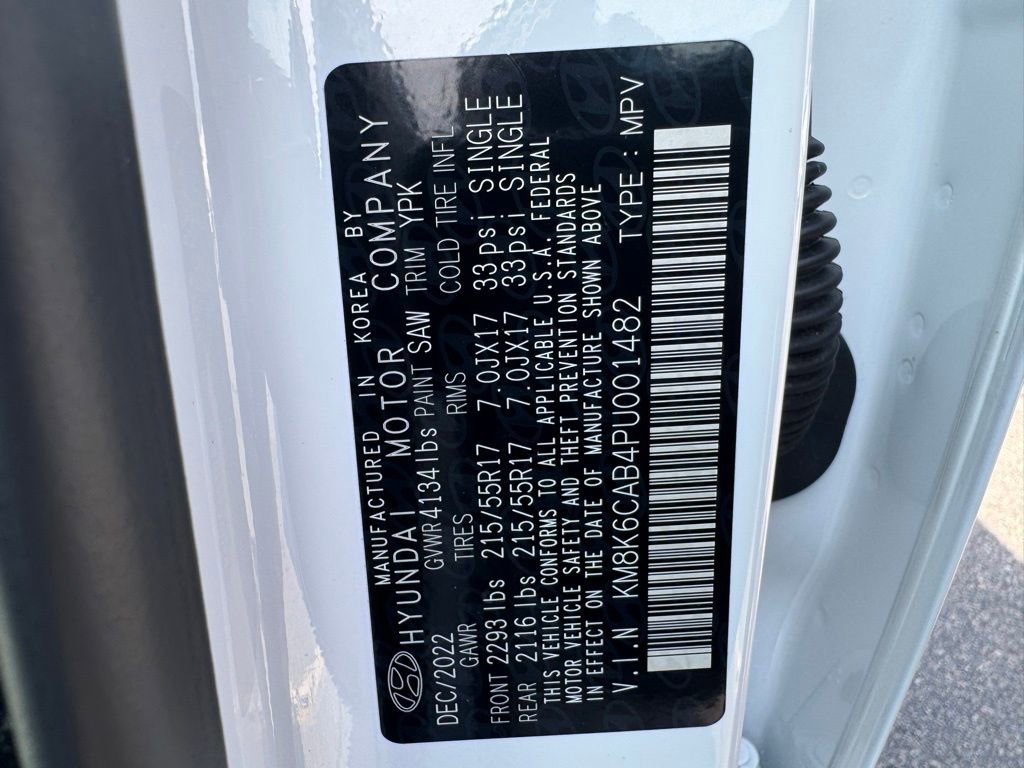 MANUFACTURED IN KOREA BY
HYUNDAI MOTOR COMPANY
DEC/2022 GVWR 4134 lbs PAINT SAW TRIM YPK
GAWR TIRES RIMS COLD TIRE INFL
FRONT 2293 lbs 215/55R17 7.0JX17 33psi SINGLE
REAR 2116 lbs 215/55R17 7.0JX17 33psi SINGLE
THIS VEHICLE CONFORMS TO ALL APPLICABLE U.S.A. FEDERAL
MOTOR VEHICLE SAFETY AND THEFT PREVENTION STANDARDS
IN EFFECT ON THE DATE OF MANUFACTURE SHOWN ABOVE
V.I.N KM8K6CAB4PU001482 TYPE: MPV